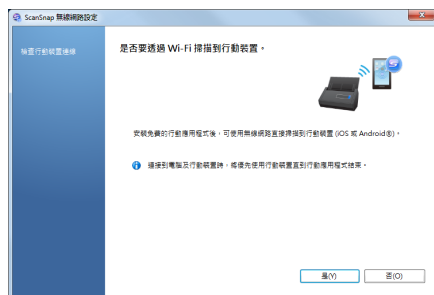 ScanSnap 無線網路設定
檢查行動裝置連線
是否要透過 Wi-Fi 掃描到行動裝置。
安裝免費的行動應用程式後，可使用無線網路直接掃描到行動裝置 (iOS 或 Android®)。
連接到電腦及行動裝置時，將優先使用行動裝置直到行動應用程式結束。
是(Y)
否(O)